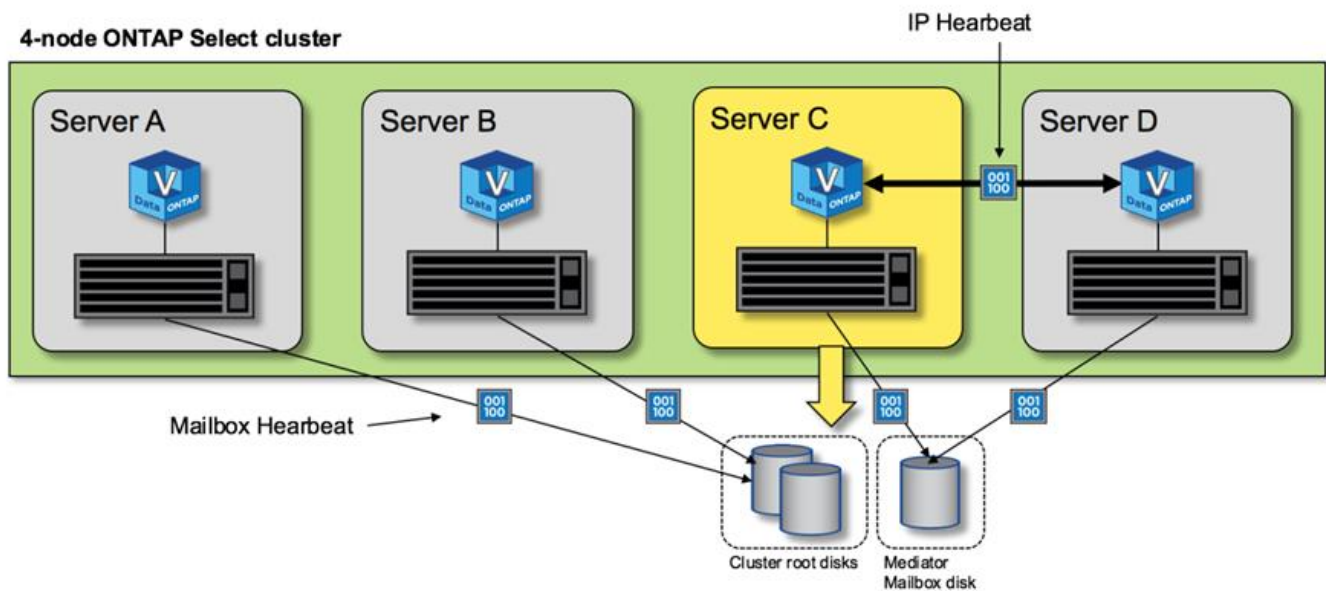 IP Hearbeat
4-node ONTAP Select cluster
Server A
Server B
Server C
Server D
V
Data ONTAP
V
Data ONTAP
V
Data ONTAP
V
Data ONTAP
001
100
Mailbox Hearbeat
001
100
001
100
001
100
001
100
Cluster root disks
Mediator
Mailbox disk